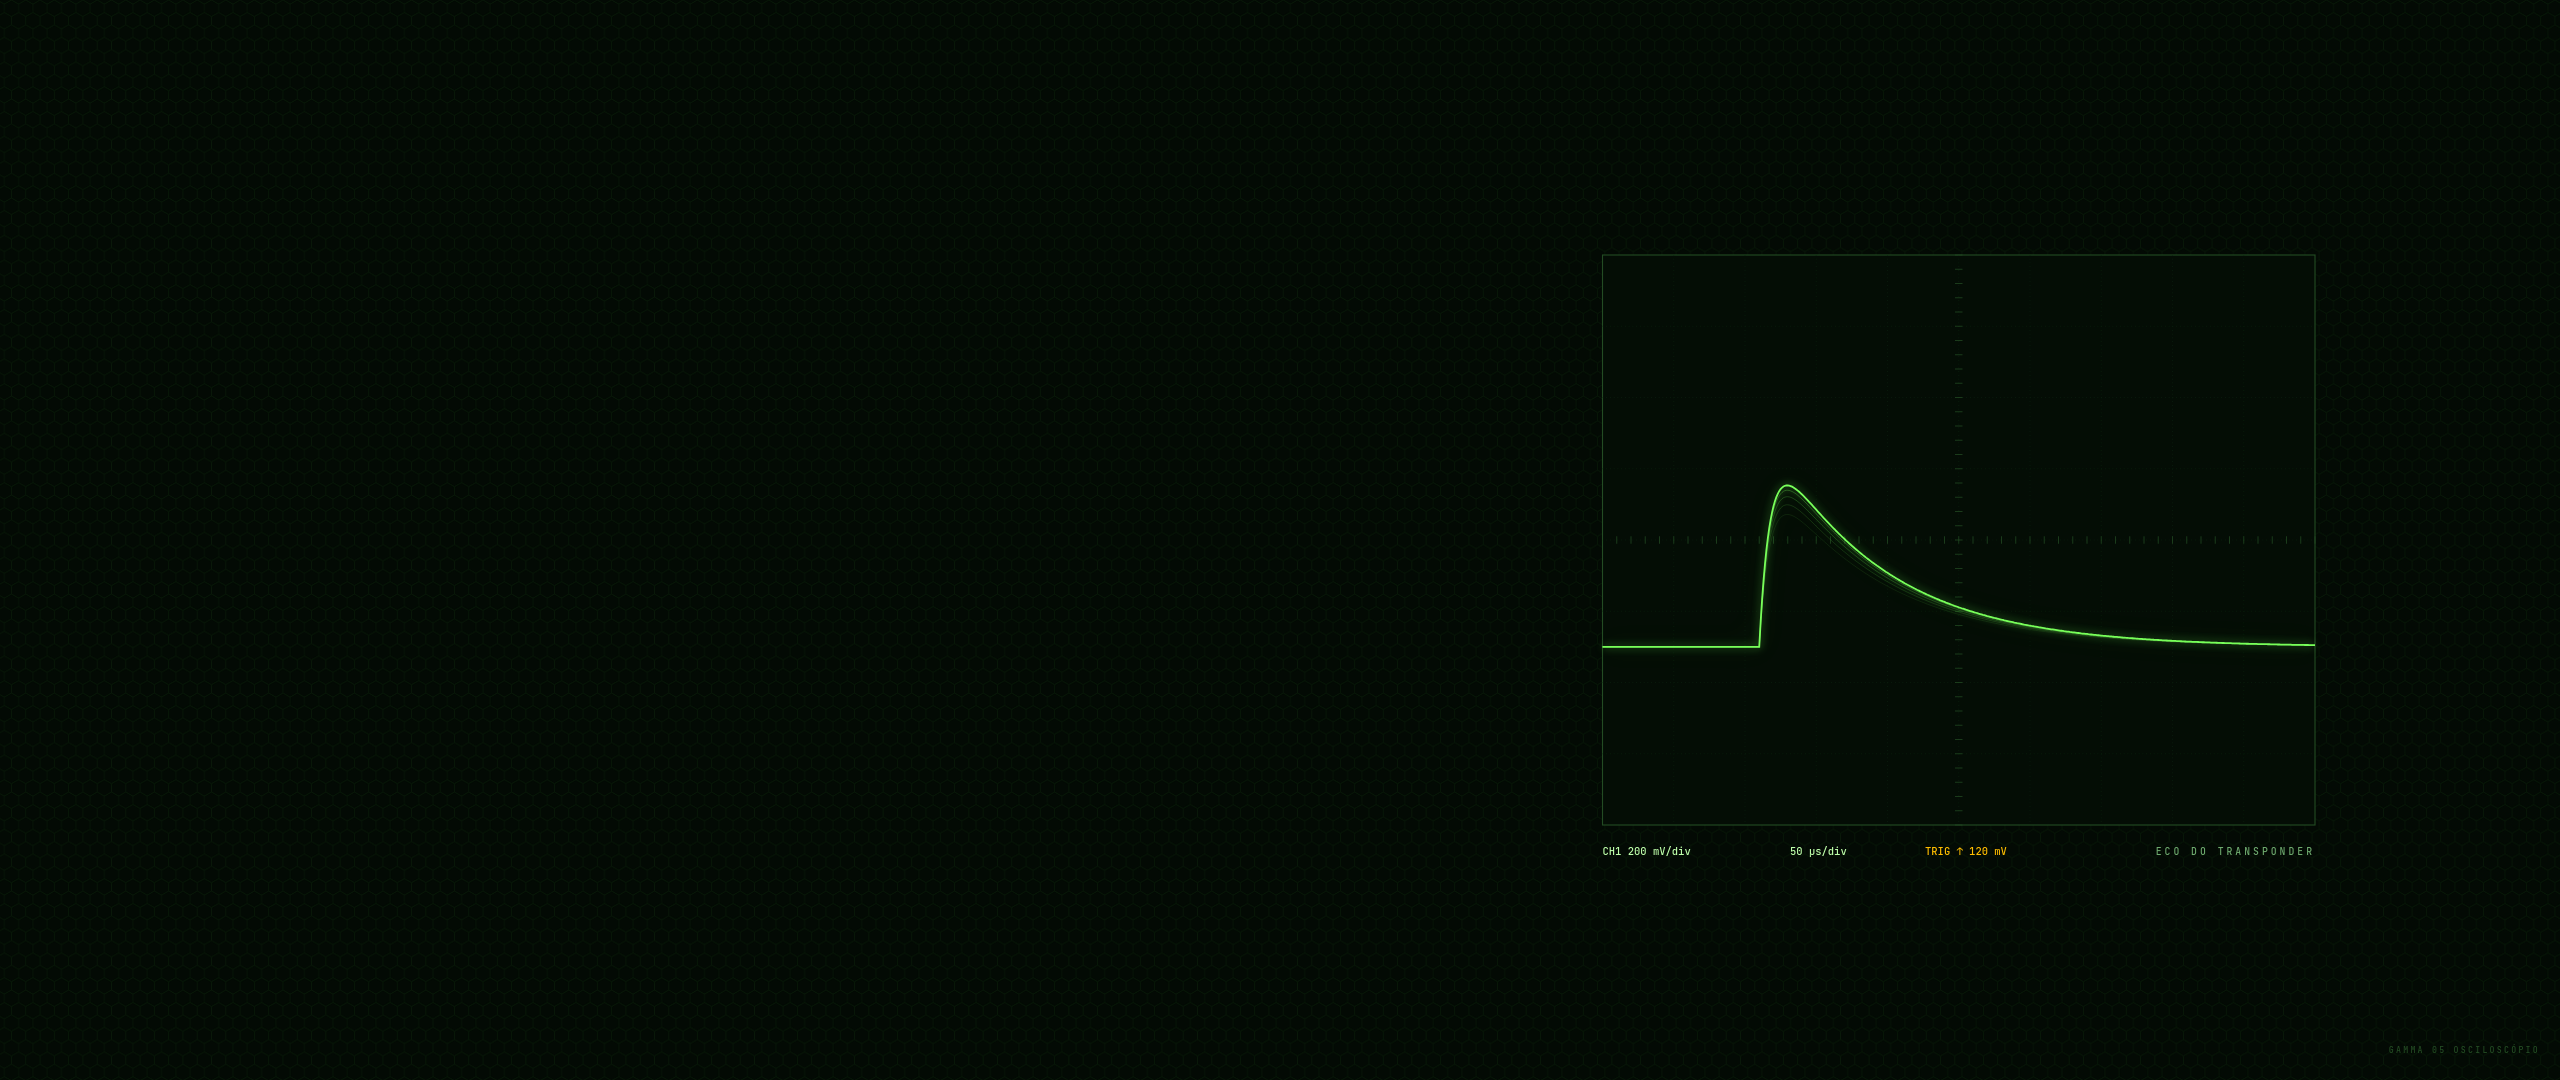 CH1 200 mV/div 50 µs/div TRIG ↑ 120 mV ECO DO TRANSPONDER
GAMMA 05 OSCILOSCÓPIO